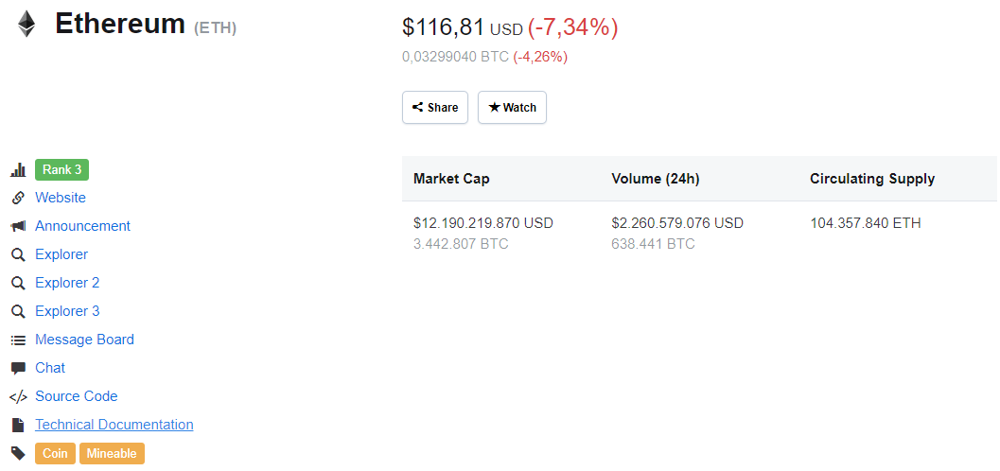 Ethereum (ETH)
$116,81 USD (-7,34%)
0,03299040 BTC (-4,26%)
Share Watch
Rank 3
Website
Announcement
Explorer
Explorer 2
Explorer 3
Message Board
Chat
Source Code
Technical Documentation
Coin Mineable
Market Cap Volume (24h) Circulating Supply
$12.190.219.870 USD $2.260.579.076 USD 104.357.840 ETH
3.442.807 BTC 638.441 BTC